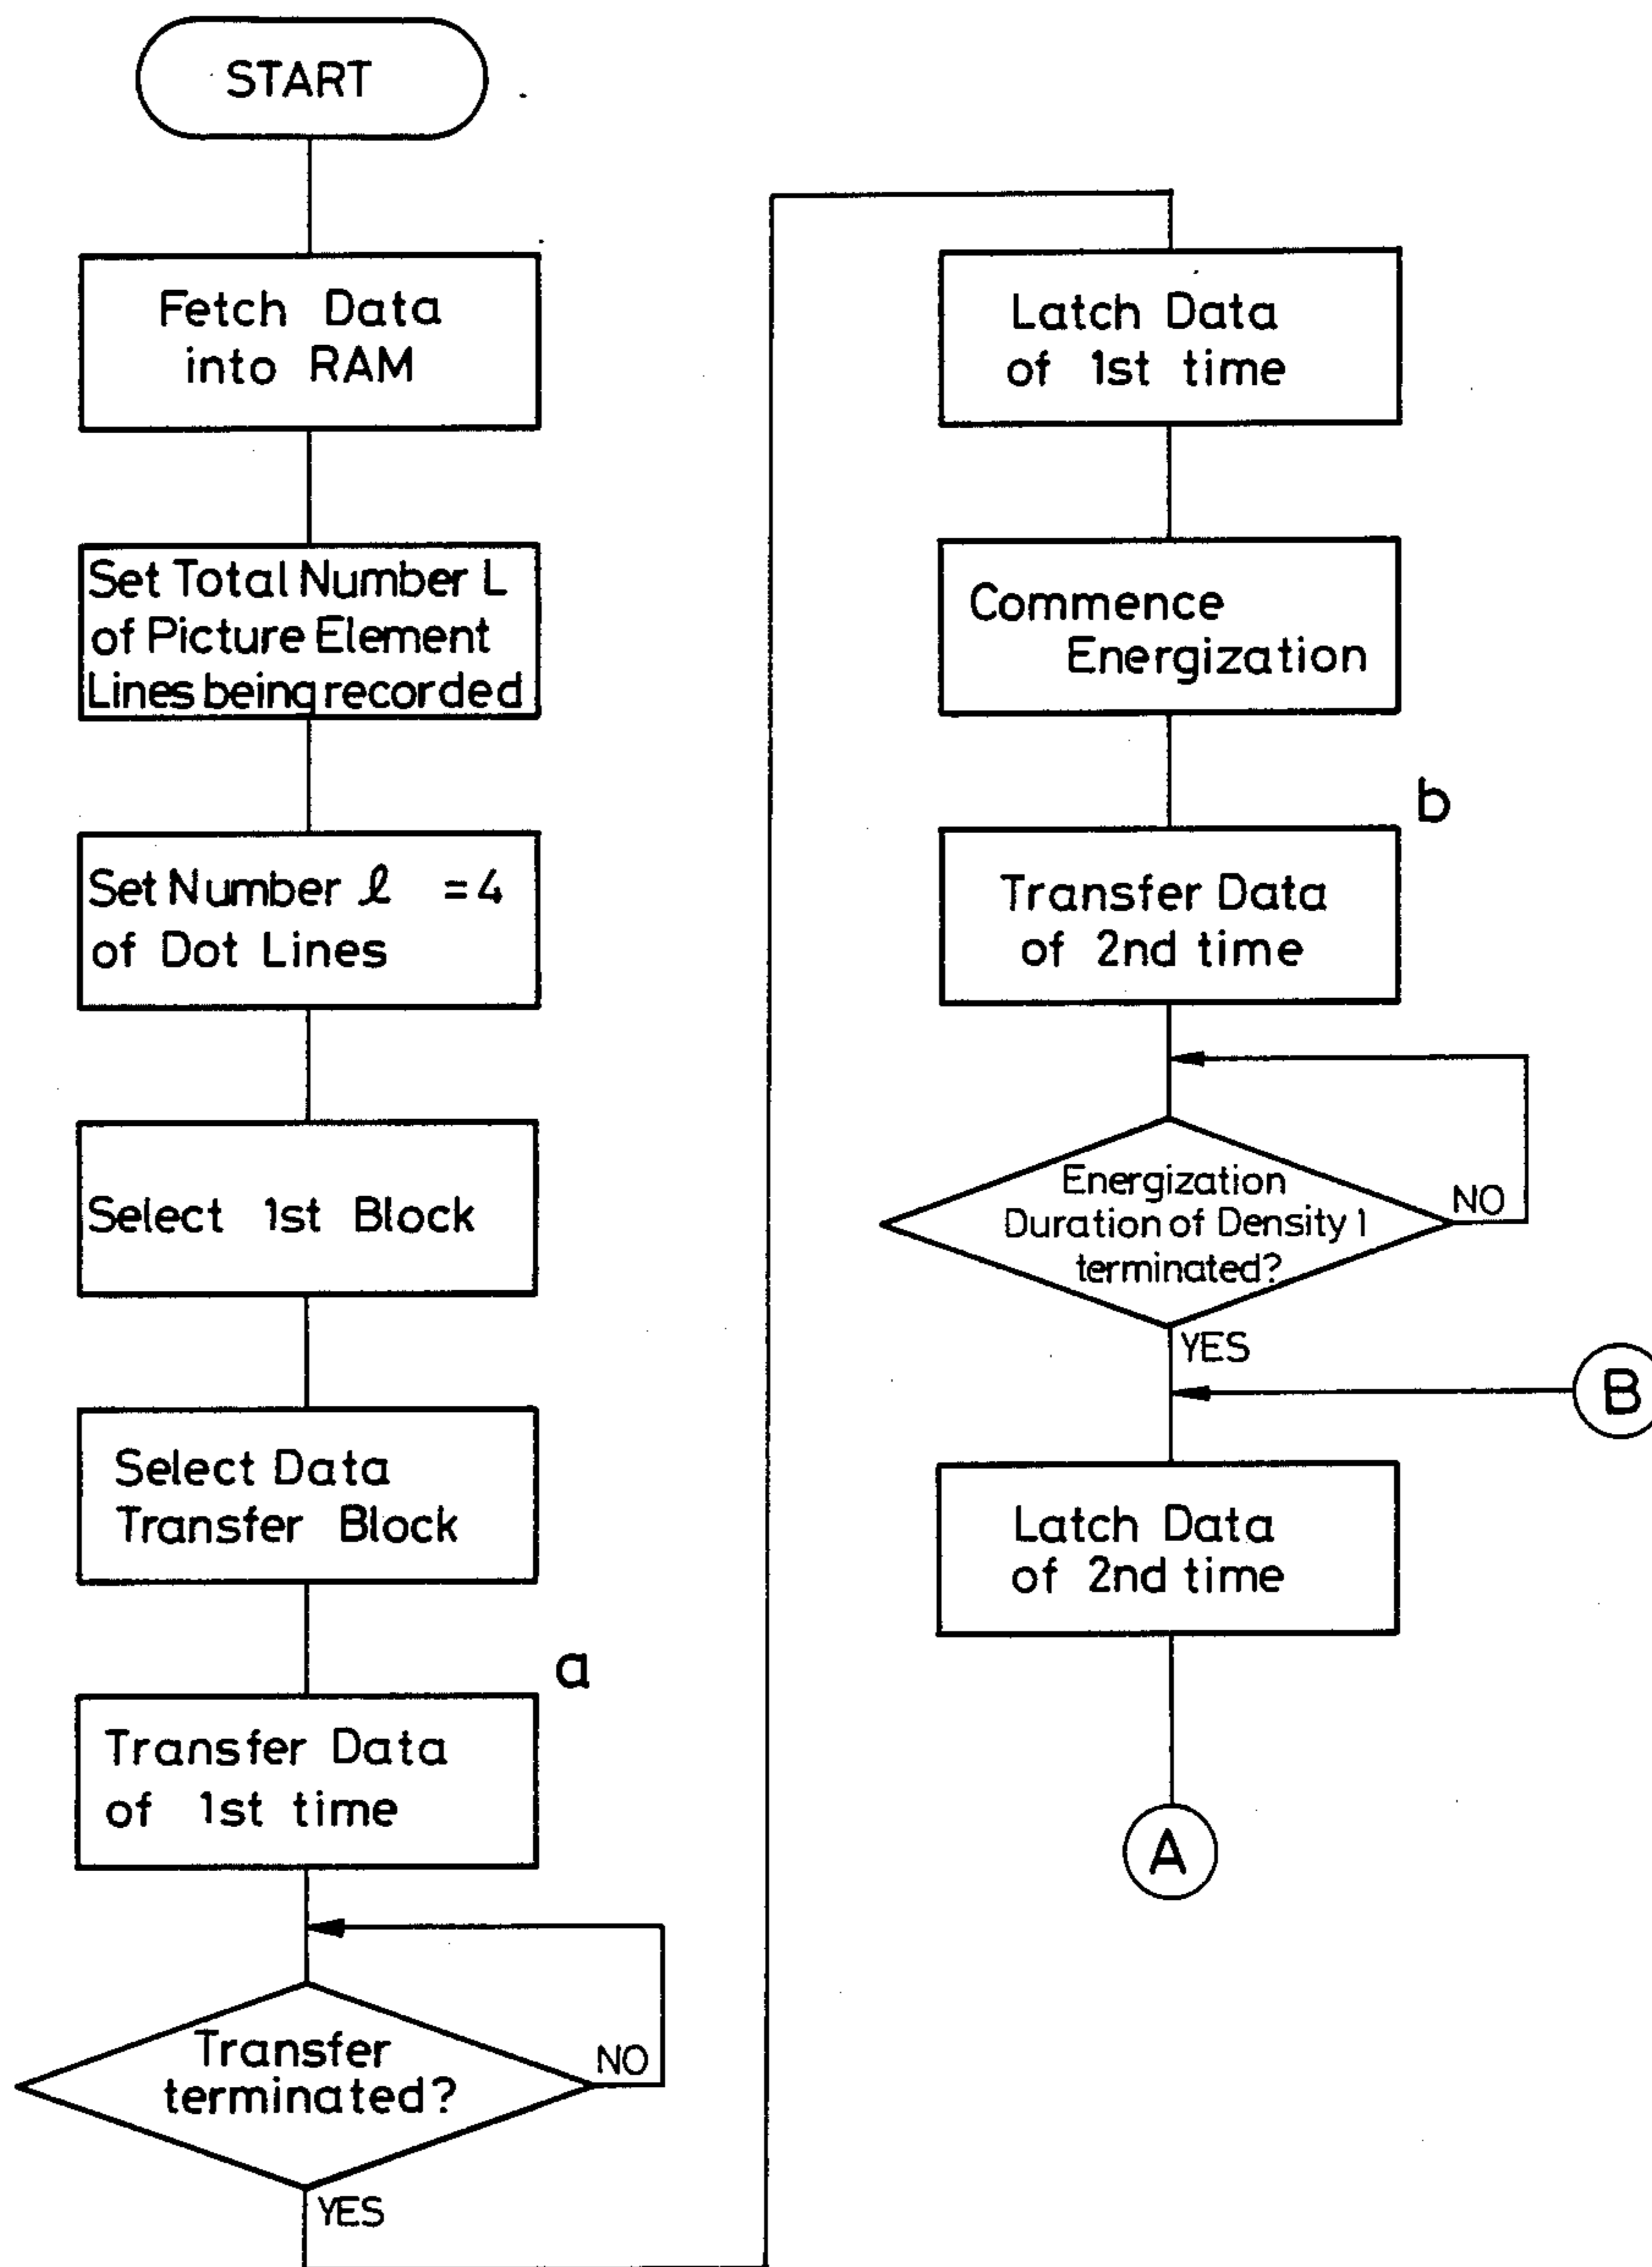 START
Fetch Data
into RAM
Set Total Number L
of Picture Element
Lines being recorded
Set Number ℓ = 4
of Dot Lines
Select 1st Block
Select Data
Transfer Block
a
Transfer Data
of 1st time
Transfer
terminated?
NO
YES
Latch Data
of 1st time
Commence
Energization
b
Transfer Data
of 2nd time
Energization
Duration of Density 1
terminated?
NO
YES
B
Latch Data
of 2nd time
A